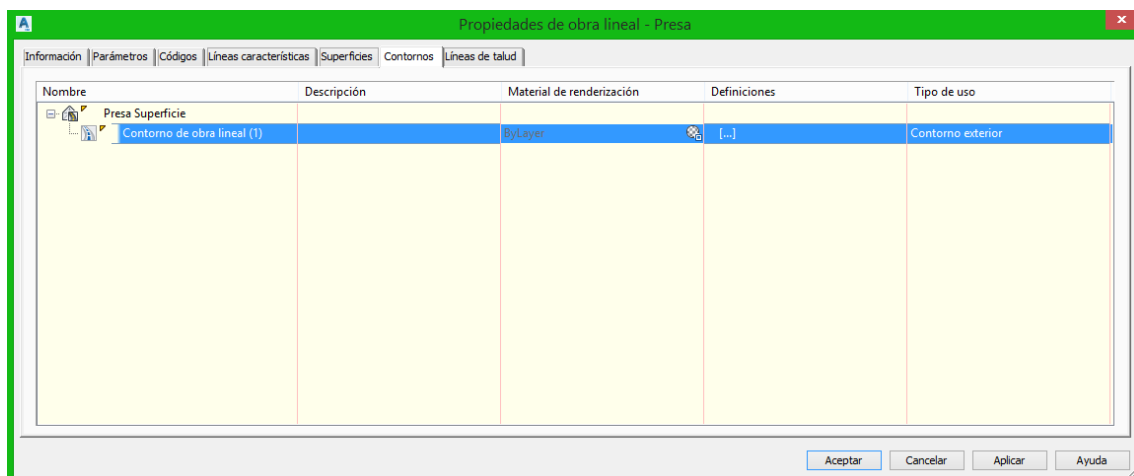 Propiedades de obra lineal - Presa
Información Parámetros Códigos Líneas características Superficies Contornos Líneas de talud
Nombre Descripción Material de renderización Definiciones Tipo de uso
Presa Superficie
Contorno de obra lineal (1) ByLayer [...] Contorno exterior
Aceptar Cancelar Aplicar Ayuda